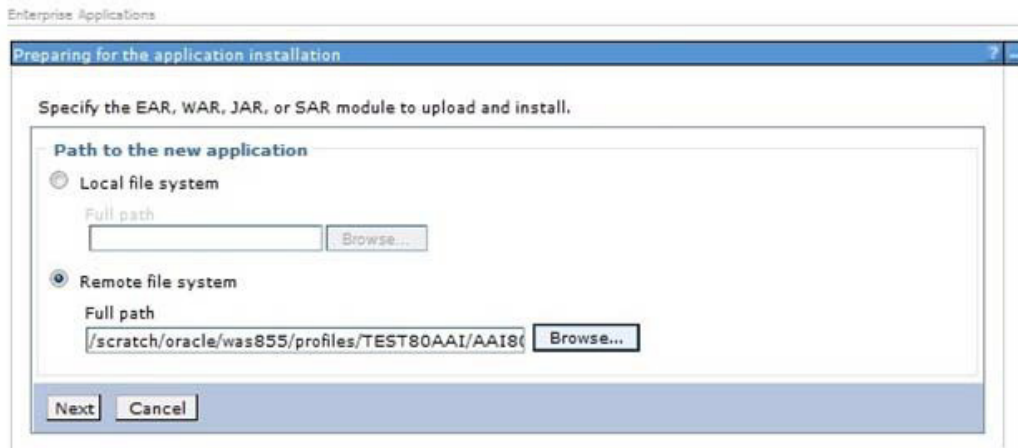 Enterprise Applications
Preparing for the application installation ? –
Specify the EAR, WAR, JAR, or SAR module to upload and install.
Path to the new application
Local file system
Full path
Browse...
Remote file system
Full path
/scratch/oracle/was855/profiles/TEST80AAI/AAI8 Browse...
Next Cancel